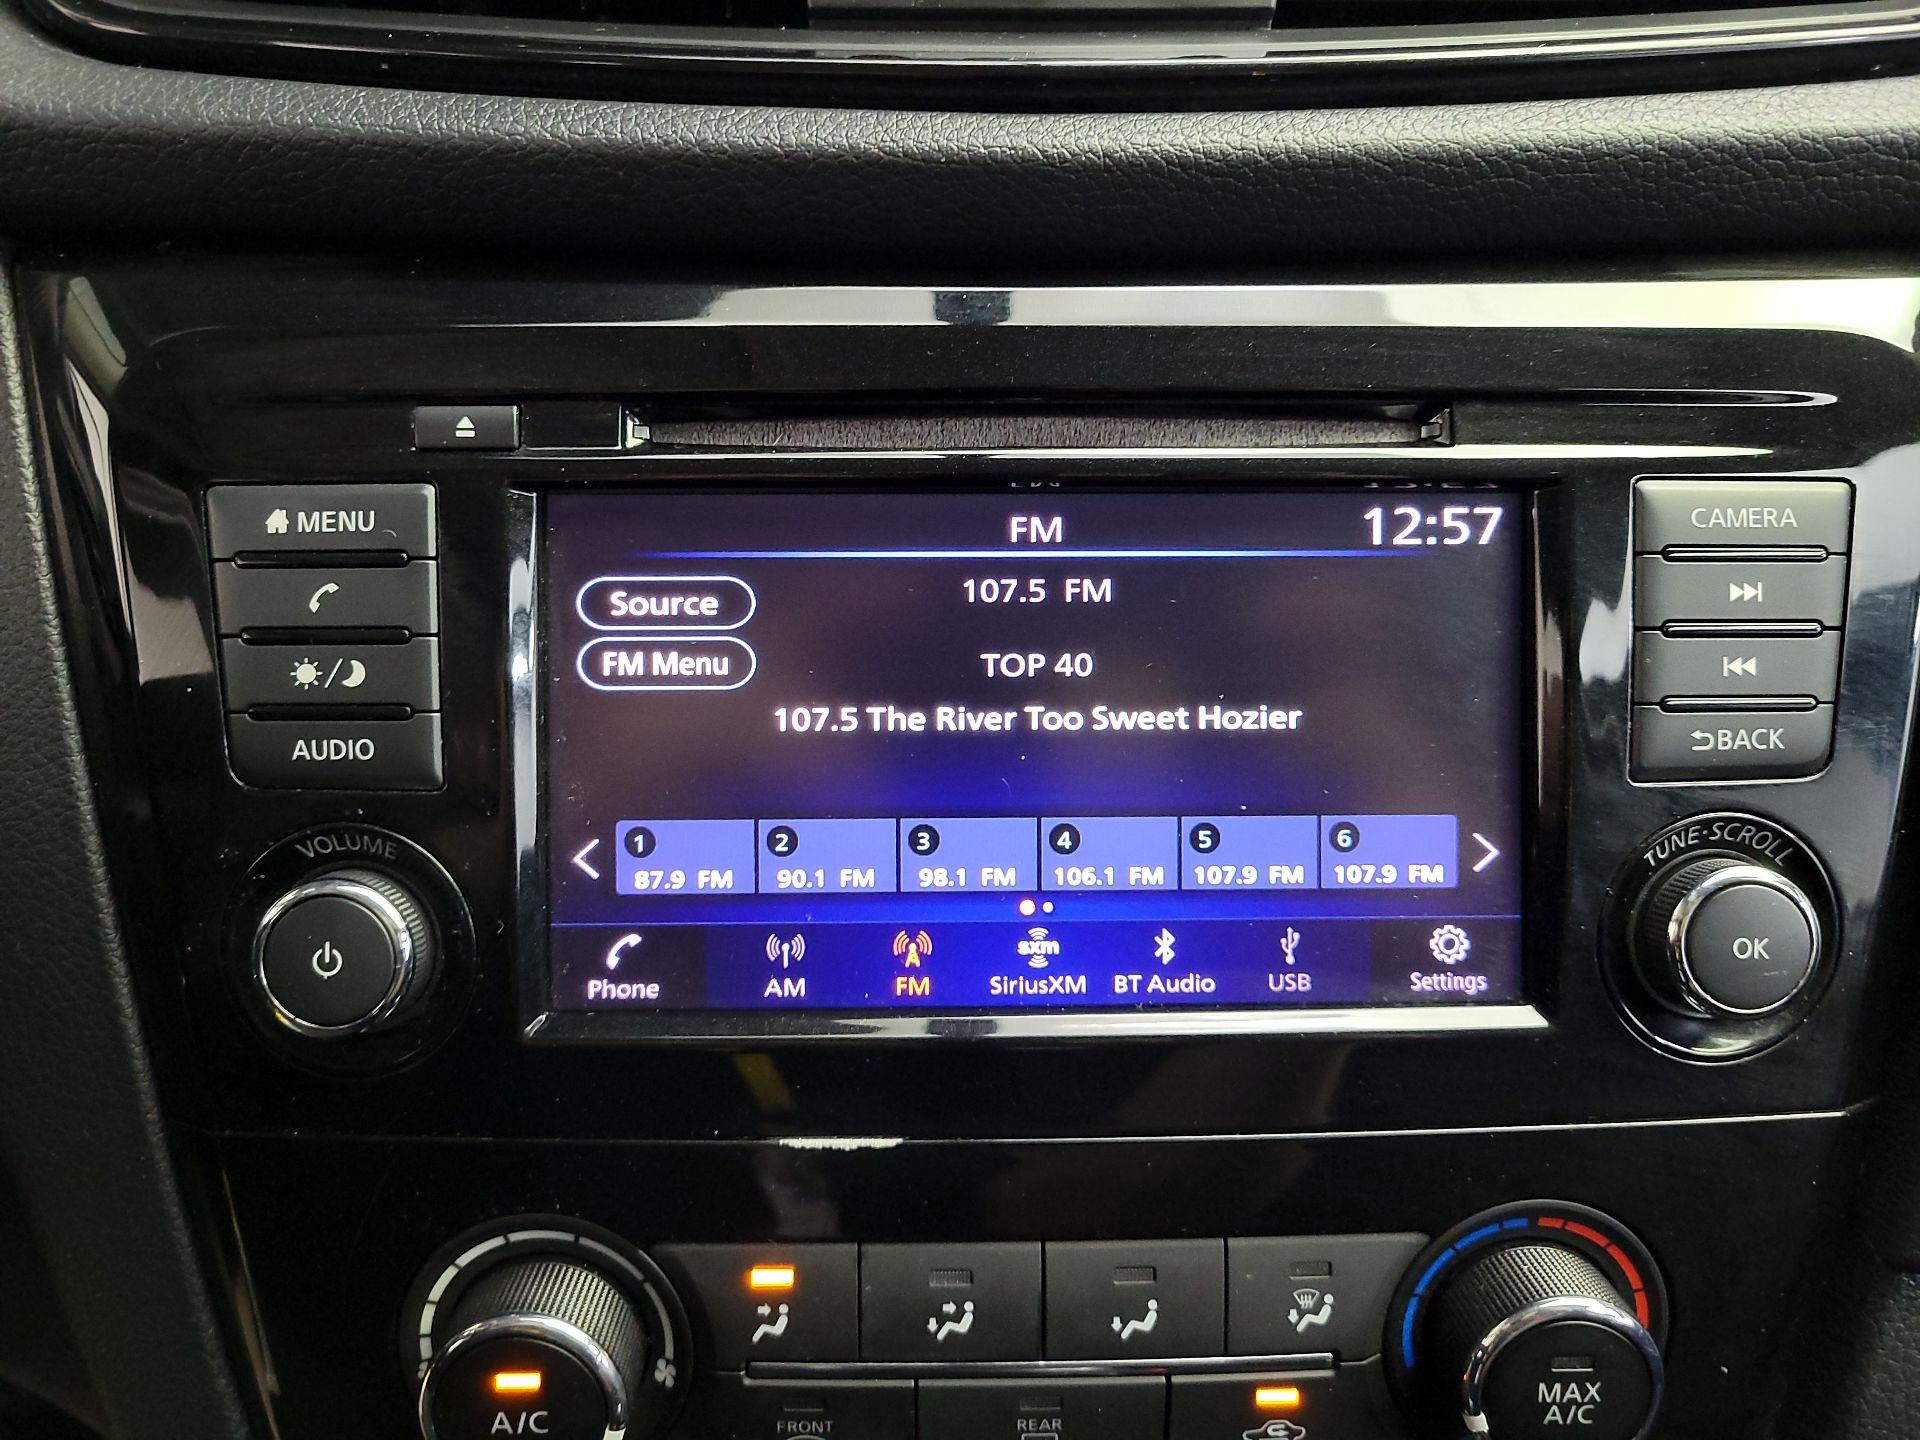 MENU
CAMERA
FM
12:57
Source
107.5 FM
FM Menu
TOP 40
107.5 The River Too Sweet Hozier
AUDIO
BACK
VOLUME
TUNE·SCROLL
1
2
3
4
5
6
87.9 FM
90.1 FM
98.1 FM
106.1 FM
107.9 FM
107.9 FM
OK
sxm
Phone
AM
FM
SiriusXM
BT Audio
USB
Settings
A/C
FRONT
REAR
MAX
A/C